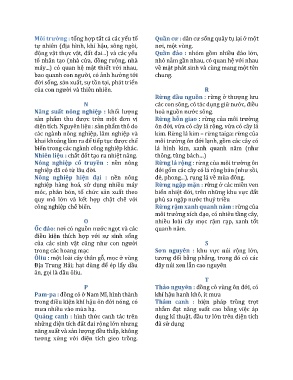 Môi trường : tổng hợp tất cả các yếu tố
tự nhiên (địa hình, khí hậu, sông ngòi,
động vật thực vật, đất đai...) và các yếu
tố nhân tạo (nhà cửa, đồng ruộng, nhà
máy...) có quan hệ mật thiết với nhau,
bao quanh con người, có ảnh hưởng tới
đời sống, sản xuất, sự tồn tại, phát triển
của con người và thiên nhiên.
N
Năng suất nông nghiệp : khối lượng
sản phẩm thu được trên một đơn vị
diện tích. Nguyên liệu : sản phẩm thô do
các ngành nông nghiệp, lâm nghiệp và
khai khoáng làm ra để tiếp tục được chế
biến trong các ngành công nghiệp khác.
Nhiên liệu : chất đốt tạo ra nhiệt năng.
Nông nghiệp cổ truyền : nền nông
nghiệp đã có từ lâu đời.
Nông nghiệp hiện đại : nền nông
nghiệp hàng hoá, sử dụng nhiều máy
móc, phân bón, tổ chức sản xuất theo
quy mô lớn và kết hợp chặt chẽ với
công nghiệp chế biến.
O
Ốc đảo: nơi có nguồn nước ngọt và các
điều kiện thích hợp với sự sinh sống
của các sinh vật cũng như con người
trong các hoang mạc
Ôliu : một loài cây thân gỗ, mọc ở vùng
Địa Trung Hải; hạt dùng để ép lấy dầu
ăn, gọi là dầu ôliu.
P
Pam-pa : đồng cỏ ở Nam Mĩ, hình thành
trong điều kiện khí hậu ôn đới nóng, có
mưa nhiều vào mùa hạ.
Quảng canh : hình thức canh tác trên
những diện tích đất đai rộng lớn nhưng
năng suất và sản lượng đều thấp, không
tương xứng với diện tích gieo trồng.
Quần cư : dân cư sống quây tụ lại ở một
nơi, một vùng.
Quần đảo : nhóm gồm nhiều đảo lớn,
nhỏ nằm gần nhau, có quan hệ với nhau
về mặt phát sinh và cùng mang một tên
chung.
R
Rừng đầu nguồn : rừng ở thượng lưu
các con sông, có tác dụng giữ nước, điều
hoà nguồn nước sông.
Rừng hỗn giao : rừng của môi trường
ôn đới, vừa có cây lá rộng, vừa có cây lá
kim. Rừng lá kim – rừng taiga: rừng của
môi trường ôn đới lạnh, gồm các cây có
lá hình kim, xanh quanh năm (như
thông, tùng bách...)
Rừng lá rộng : rừng của môi trường ôn
đới gồm các cây có lá rộng bản (như sồi,
dẻ, phong...), rụng lá về mùa đông.
Rừng ngập mặn : rừng ở các miền ven
biển nhiệt đới, trên những khu vực đất
phù sa ngập nước thuỷ triều
Rừng rậm xanh quanh năm : rừng của
môi trường xích đạo, có nhiều tầng cây,
nhiều loài cây mọc rậm rạp, xanh tốt
quanh năm.
S
Sơn nguyên : khu vực núi rộng lớn,
tương đối bằng phẳng, trong đó có các
dãy núi xen lẫn cao nguyên
T
Thảo nguyên : đồng cỏ vùng ôn đới, có
khí hậu hanh khô, ít mưa
Thâm canh : biện pháp trồng trọt
nhằm đạt năng suất cao bằng việc áp
dụng kĩ thuật, đầu tư lớn trên diện tích
đã sử dụng